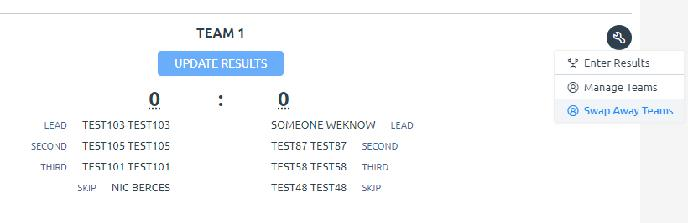 TEAM 1
UPDATE RESULTS
0 : 0
LEAD TEST103 TEST103 SOMEONE WEKNOW LEAD
SECOND TEST105 TEST105 TEST87 TEST87 SECOND
THIRD TEST101 TEST101 TEST58 TEST58 THIRD
SKIP NIC BERCES TEST48 TEST48 SKIP
Enter Results
Manage Teams
Swap Away Teams